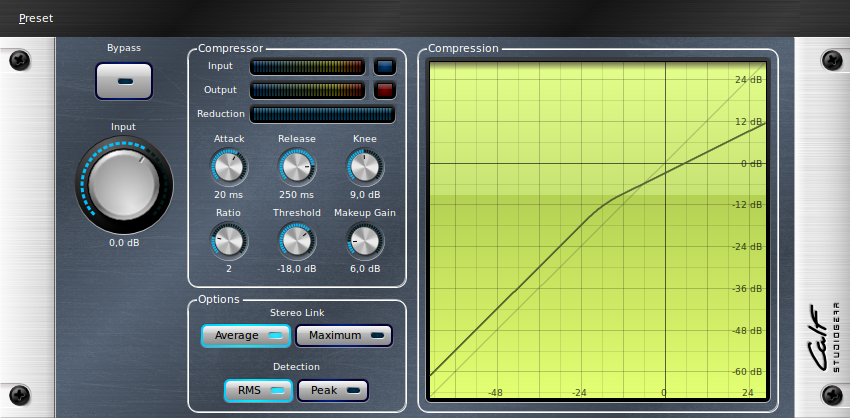 Preset
Bypass
Input
0,0 dB
Compressor
Input
Output
Reduction
Attack Release Knee
20 ms 250 ms 9,0 dB
Ratio Threshold Makeup Gain
2 -18,0 dB 6,0 dB
Options
Stereo Link
Average Maximum
Detection
RMS Peak
Compression
24 dB
12 dB
0 dB
-12 dB
-24 dB
-36 dB
-48 dB
-60 dB
-48 -24 0 24
Calf
STUDIOGEAR